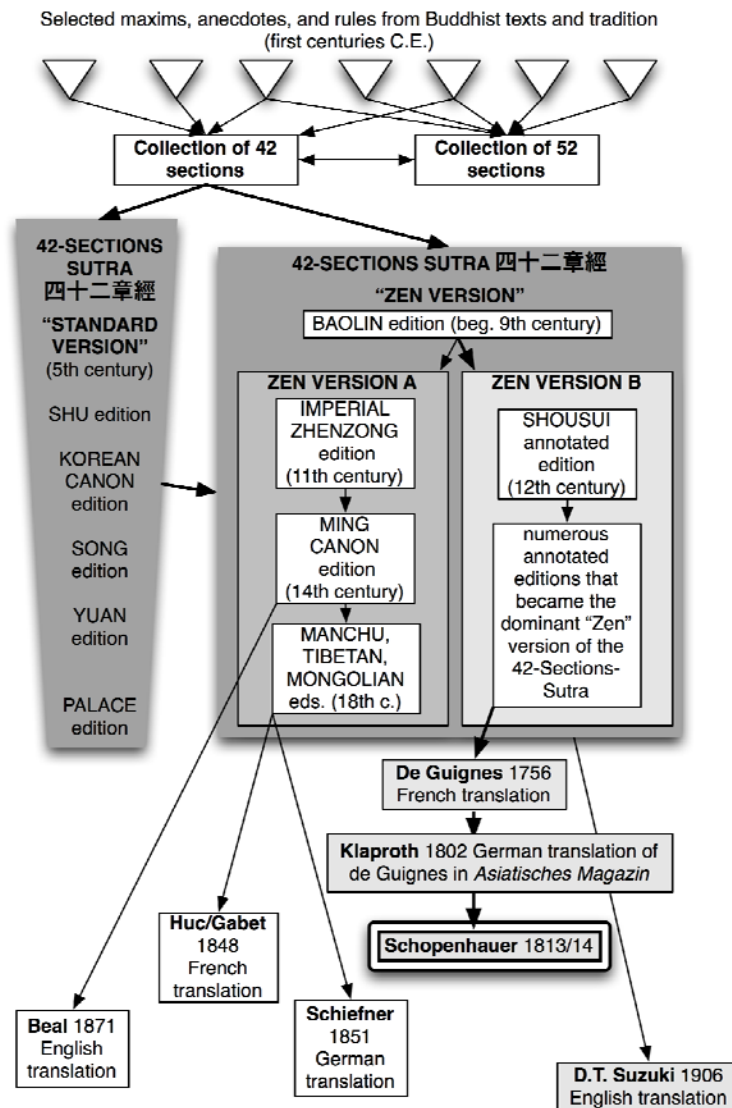 Selected maxims, anecdotes, and rules from Buddhist texts and tradition
(first centuries C.E.)
Collection of 42
sections
Collection of 52
sections
42-SECTIONS
SUTRA
四十二章經
"STANDARD
VERSION"
(5th century)
SHU edition
KOREAN
CANON
edition
SONG
edition
YUAN
edition
PALACE
edition
42-SECTIONS SUTRA 四十二章經
"ZEN VERSION"
BAOLIN edition (beg. 9th century)
ZEN VERSION A
IMPERIAL
ZHENZONG
edition
(11th century)
MING
CANON
edition
(14th century)
MANCHU,
TIBETAN,
MONGOLIAN
eds. (18th c.)
ZEN VERSION B
SHOUSUI
annotated
edition
(12th century)
numerous
annotated
editions that
became the
dominant "Zen"
version of the
42-Sections-
Sutra
De Guignes 1756
French translation
Klaproth 1802 German translation of
de Guignes in Asiatisches Magazin
Schopenhauer 1813/14
Huc/Gabet
1848
French
translation
Schiefner
1851
German
translation
Beal 1871
English
translation
D.T. Suzuki 1906
English translation